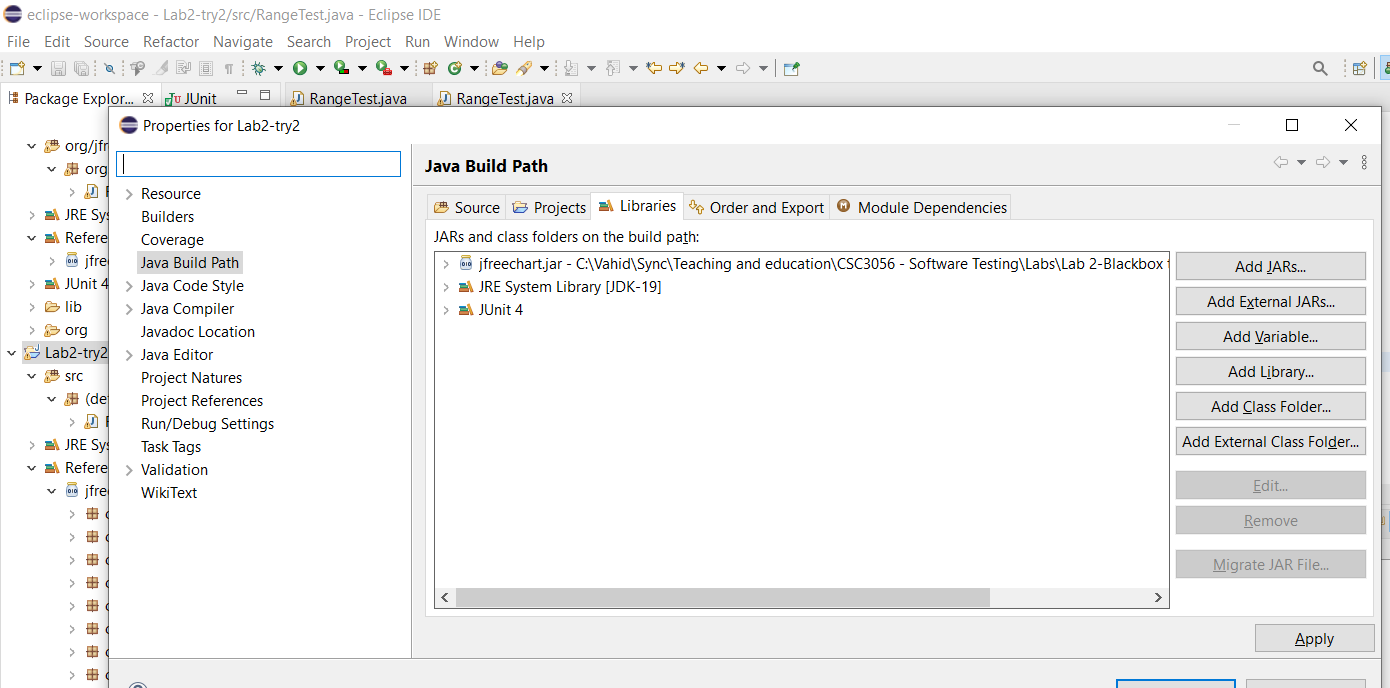 eclipse-workspace - Lab2-try2/src/RangeTest.java - Eclipse IDE
File Edit Source Refactor Navigate Search Project Run Window Help
Package Explor... JUnit RangeTest.java RangeTest.java
org/jfr
org
JRE Sys
Refere
jfree
JUnit 4
lib
org
Lab2-try2
src
(de
JRE Sys
Refere
jfree
Properties for Lab2-try2
Resource
Builders
Coverage
Java Build Path
Java Code Style
Java Compiler
Javadoc Location
Java Editor
Project Natures
Project References
Run/Debug Settings
Task Tags
Validation
WikiText
Java Build Path
Source Projects Libraries Order and Export Module Dependencies
JARs and class folders on the build path:
jfreechart.jar - C:\Vahid\Sync\Teaching and education\CSC3056 - Software Testing\Labs\Lab 2-Blackbox t
JRE System Library [JDK-19]
JUnit 4
Add JARs...
Add External JARs...
Add Variable...
Add Library...
Add Class Folder...
Add External Class Folder...
Edit...
Remove
Migrate JAR File...
Apply